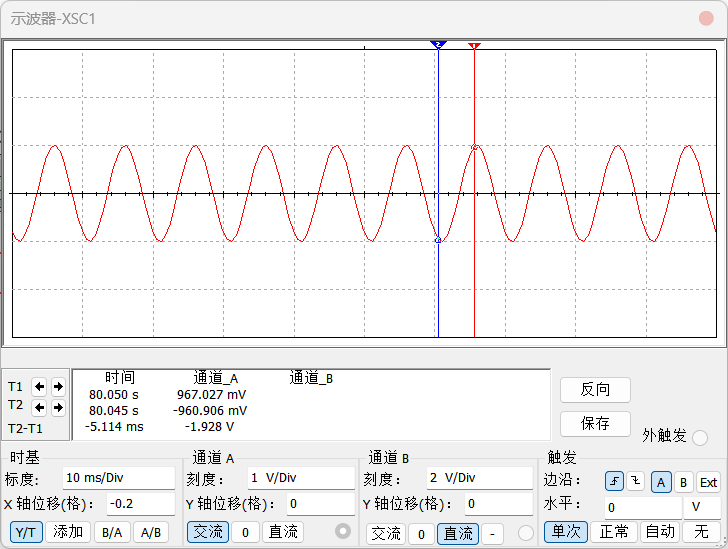 示波器-XSC1
2 1
时间 通道_A 通道_B
T1 80.050 s 967.027 mV
T2 80.045 s -960.906 mV
T2-T1 -5.114 ms -1.928 V
反向
保存
外触发
时基 通道 A 通道 B 触发
标度: 10 ms/Div 刻度: 1 V/Div 刻度: 2 V/Div 边沿: A B Ext
X 轴位移(格): -0.2 Y 轴位移(格): 0 Y 轴位移(格): 0 水平: 0 V
Y/T 添加 B/A A/B 交流 0 直流 交流 0 直流 - 单次 正常 自动 无